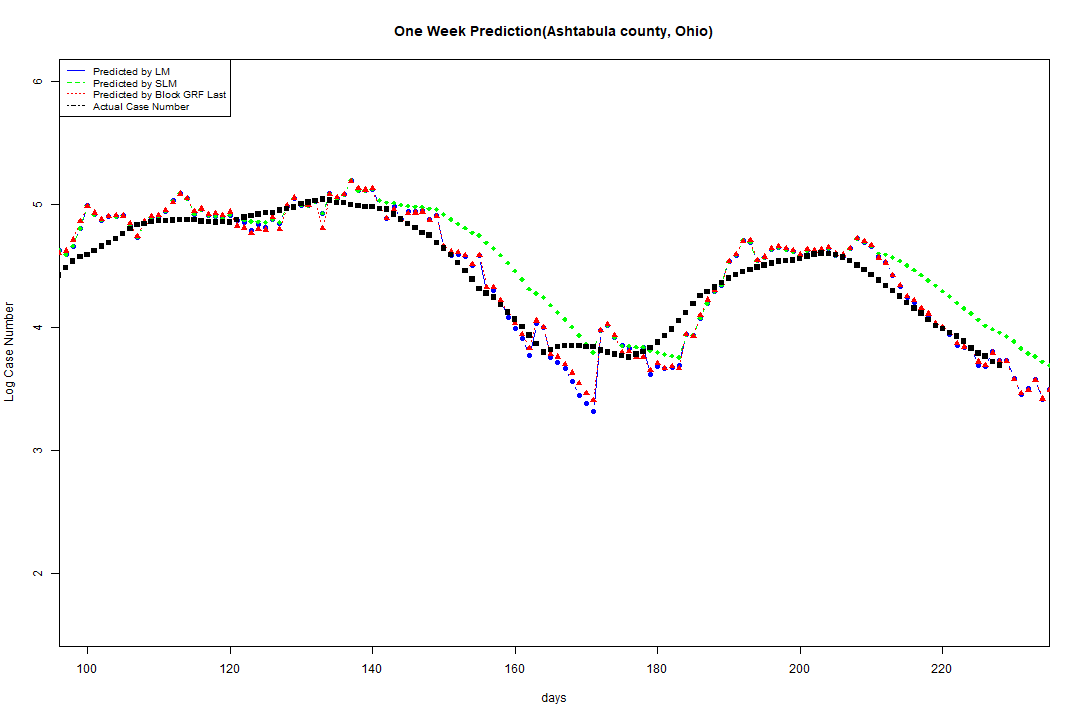 One Week Prediction(Ashtabula county, Ohio)
Predicted by LM
Predicted by SLM
Predicted by Block GRF Last
Actual Case Number
6
5
4
3
2
Log Case Number
100 120 140 160 180 200 220
days